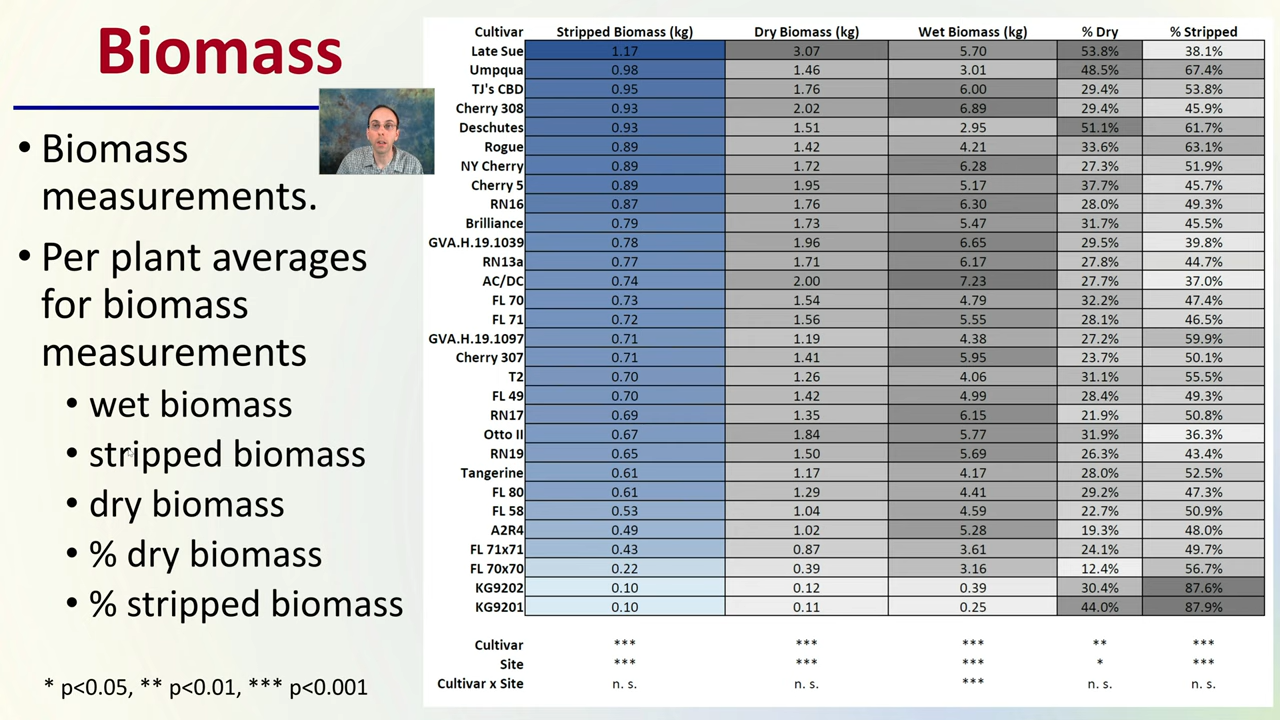 Biomass
• Biomass
measurements.
• Per plant averages
for biomass
measurements
• wet biomass
• stripped biomass
• dry biomass
• % dry biomass
• % stripped biomass
* p<0.05, ** p<0.01, *** p<0.001
Cultivar Stripped Biomass (kg) Dry Biomass (kg) Wet Biomass (kg) % Dry % Stripped
Late Sue 1.17 3.07 5.70 53.8% 38.1%
Umpqua 0.98 1.46 3.01 48.5% 67.4%
TJ's CBD 0.95 1.76 6.00 29.4% 53.8%
Cherry 308 0.93 2.02 6.89 29.4% 45.9%
Deschutes 0.93 1.51 2.95 51.1% 61.7%
Rogue 0.89 1.42 4.21 33.6% 63.1%
NY Cherry 0.89 1.72 6.28 27.3% 51.9%
Cherry 5 0.89 1.95 5.17 37.7% 45.7%
RN16 0.87 1.76 6.30 28.0% 49.3%
Brilliance 0.79 1.73 5.47 31.7% 45.5%
GVA.H.19.1039 0.78 1.96 6.65 29.5% 39.8%
RN13a 0.77 1.71 6.17 27.8% 44.7%
AC/DC 0.74 2.00 7.23 27.7% 37.0%
FL 70 0.73 1.54 4.79 32.2% 47.4%
FL 71 0.72 1.56 5.55 28.1% 46.5%
GVA.H.19.1097 0.71 1.19 4.38 27.2% 59.9%
Cherry 307 0.71 1.41 5.95 23.7% 50.1%
T2 0.70 1.26 4.06 31.1% 55.5%
FL 49 0.70 1.42 4.99 28.4% 49.3%
RN17 0.69 1.35 6.15 21.9% 50.8%
Otto II 0.67 1.84 5.77 31.9% 36.3%
RN19 0.65 1.50 5.69 26.3% 43.4%
Tangerine 0.61 1.17 4.17 28.0% 52.5%
FL 80 0.61 1.29 4.41 29.2% 47.3%
FL 58 0.53 1.04 4.59 22.7% 50.9%
A2R4 0.49 1.02 5.28 19.3% 48.0%
FL 71x71 0.43 0.87 3.61 24.1% 49.7%
FL 70x70 0.22 0.39 3.16 12.4% 56.7%
KG9202 0.10 0.12 0.39 30.4% 87.6%
KG9201 0.10 0.11 0.25 44.0% 87.9%
Cultivar *** *** *** ** ***
Site *** *** *** * ***
Cultivar x Site n. s. n. s. *** n. s. n. s.